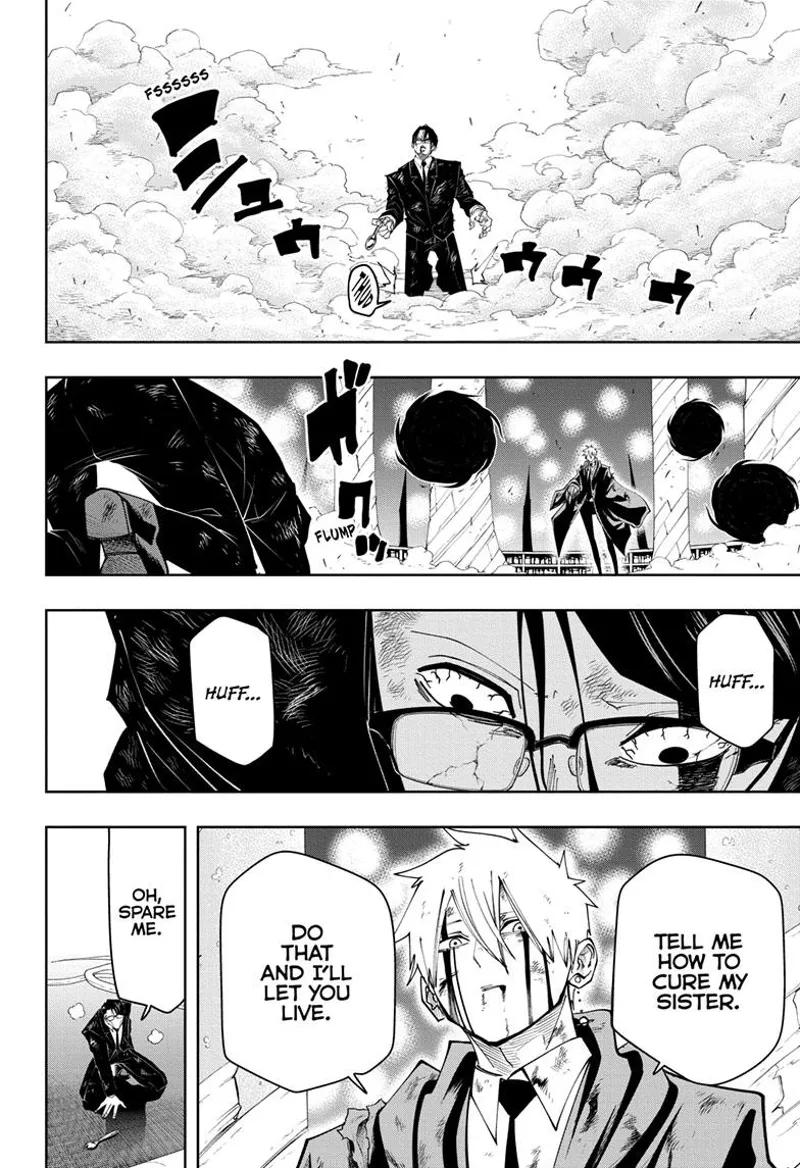 FSSSSSS
シュウゥ
ウウウ
ドサッ
FLUMP
HUFF...
HUFF...
TELL ME
HOW TO
CURE MY
SISTER.
DO
THAT
AND I'LL
LET YOU
LIVE.
OH,
SPARE
ME.